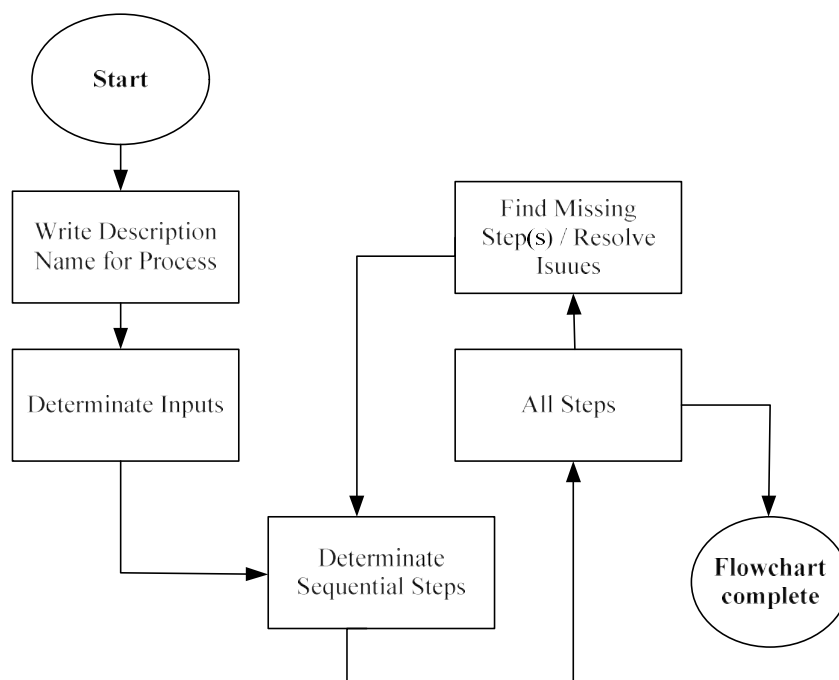 Start
Write Description
Name for Process
Determinate Inputs
Find Missing
Step(s) / Resolve
Isuues
All Steps
Determinate
Sequential Steps
Flowchart
complete